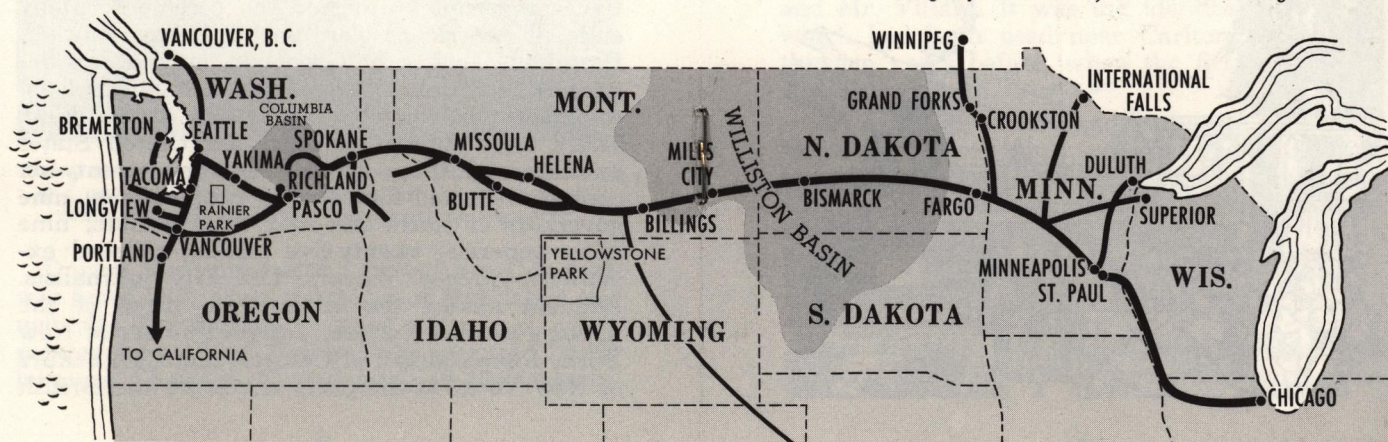 VANCOUVER, B. C.
WASH.
COLUMBIA
BASIN
BREMERTON
SEATTLE
SPOKANE
YAKIMA
TACOMA
RICHLAND
PASCO
LONGVIEW
RAINIER
PARK
VANCOUVER
PORTLAND
OREGON
TO CALIFORNIA
MONT.
MISSOULA
HELENA
BUTTE
IDAHO
MILES
CITY
BILLINGS
YELLOWSTONE
PARK
WYOMING
WILLISTON BASIN
WINNIPEG
GRAND FORKS
CROOKSTON
INTERNATIONAL
FALLS
N. DAKOTA
BISMARCK
FARGO
MINN.
DULUTH
SUPERIOR
MINNEAPOLIS
ST. PAUL
S. DAKOTA
WIS.
CHICAGO